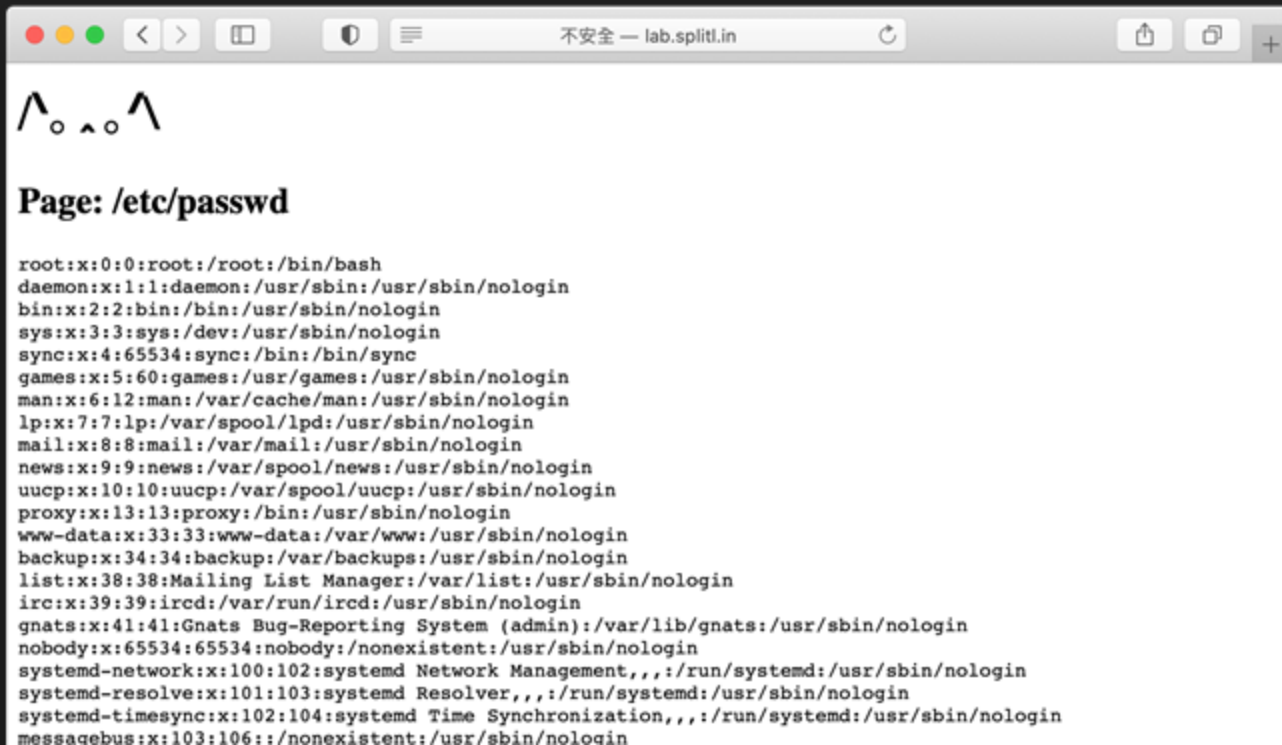 不安全 — lab.splitl.in
/\。‸。/\
Page: /etc/passwd
root:x:0:0:root:/root:/bin/bash
daemon:x:1:1:daemon:/usr/sbin:/usr/sbin/nologin
bin:x:2:2:bin:/bin:/usr/sbin/nologin
sys:x:3:3:sys:/dev:/usr/sbin/nologin
sync:x:4:65534:sync:/bin:/bin/sync
games:x:5:60:games:/usr/games:/usr/sbin/nologin
man:x:6:12:man:/var/cache/man:/usr/sbin/nologin
lp:x:7:7:lp:/var/spool/lpd:/usr/sbin/nologin
mail:x:8:8:mail:/var/mail:/usr/sbin/nologin
news:x:9:9:news:/var/spool/news:/usr/sbin/nologin
uucp:x:10:10:uucp:/var/spool/uucp:/usr/sbin/nologin
proxy:x:13:13:proxy:/bin:/usr/sbin/nologin
www-data:x:33:33:www-data:/var/www:/usr/sbin/nologin
backup:x:34:34:backup:/var/backups:/usr/sbin/nologin
list:x:38:38:Mailing List Manager:/var/list:/usr/sbin/nologin
irc:x:39:39:ircd:/var/run/ircd:/usr/sbin/nologin
gnats:x:41:41:Gnats Bug-Reporting System (admin):/var/lib/gnats:/usr/sbin/nologin
nobody:x:65534:65534:nobody:/nonexistent:/usr/sbin/nologin
systemd-network:x:100:102:systemd Network Management,,,:/run/systemd:/usr/sbin/nologin
systemd-resolve:x:101:103:systemd Resolver,,,:/run/systemd:/usr/sbin/nologin
systemd-timesync:x:102:104:systemd Time Synchronization,,,:/run/systemd:/usr/sbin/nologin
messagebus:x:103:106::/nonexistent:/usr/sbin/nologin